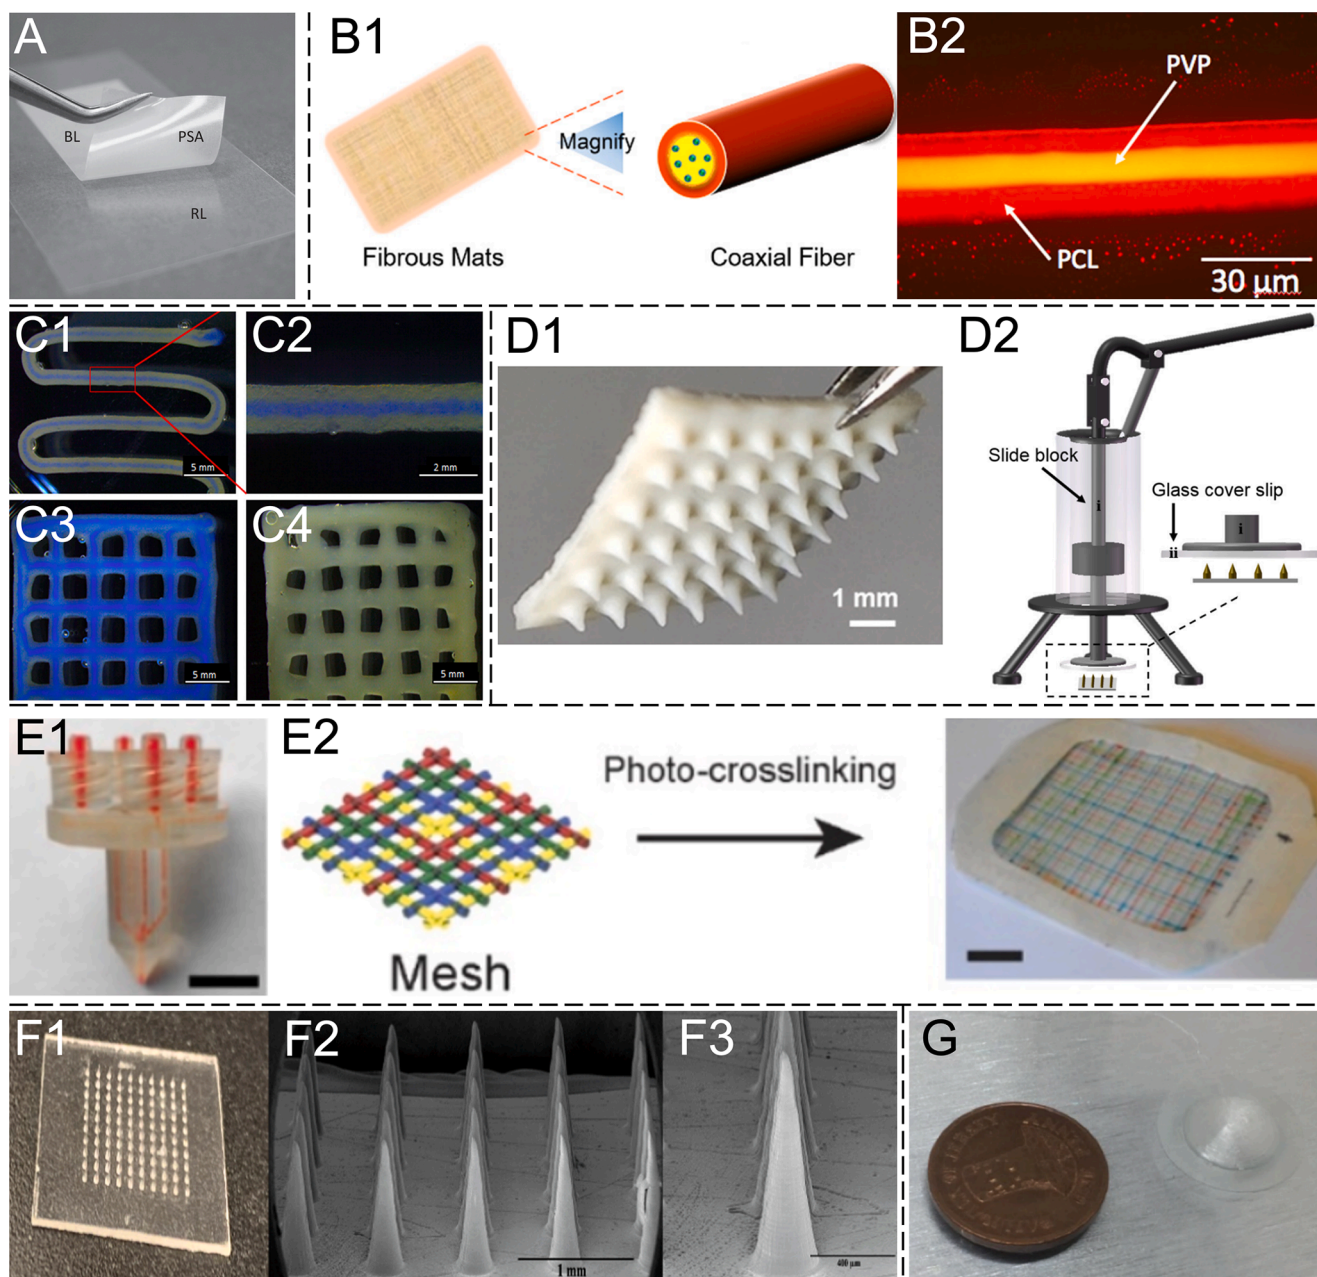 A
BL
PSA
RL
B1
Magnify
Fibrous Mats
Coaxial Fiber
B2
PVP
PCL
30 µm
C1
5 mm
C2
2 mm
C3
5 mm
C4
5 mm
D1
1 mm
D2
Slide block
i
Glass cover slip
i
ii
E1
E2
Photo-crosslinking
Mesh
F1
F2
1 mm
F3
400 µm
G